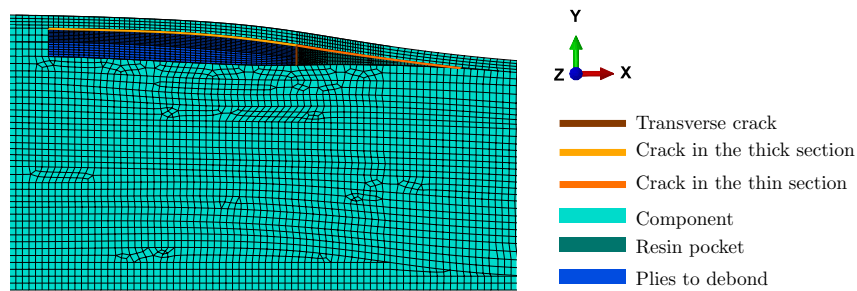 Y
Z X
Transverse crack
Crack in the thick section
Crack in the thin section
Component
Resin pocket
Plies to debond